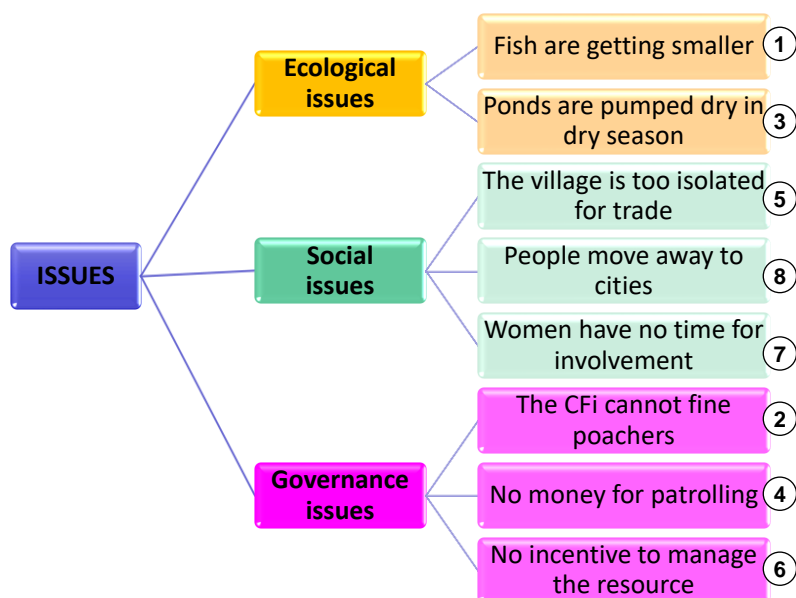 ISSUES
Ecological
issues
Fish are getting smaller
1
Ponds are pumped dry in
dry season
3
Social
issues
The village is too isolated
for trade
5
People move away to
cities
8
Women have no time for
involvement
7
Governance
issues
The CFi cannot fine
poachers
2
No money for patrolling
4
No incentive to manage
the resource
6